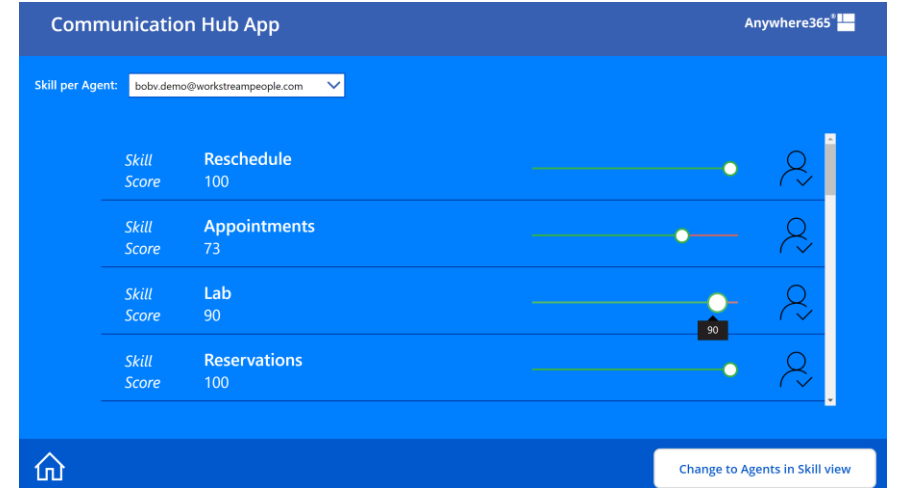 Communication Hub App
Anywhere365®
Skill per Agent: bobv.demo@workstreampeople.com
Skill Reschedule
Score 100
Skill Appointments
Score 73
Skill Lab
Score 90
90
Skill Reservations
Score 100
Change to Agents in Skill view